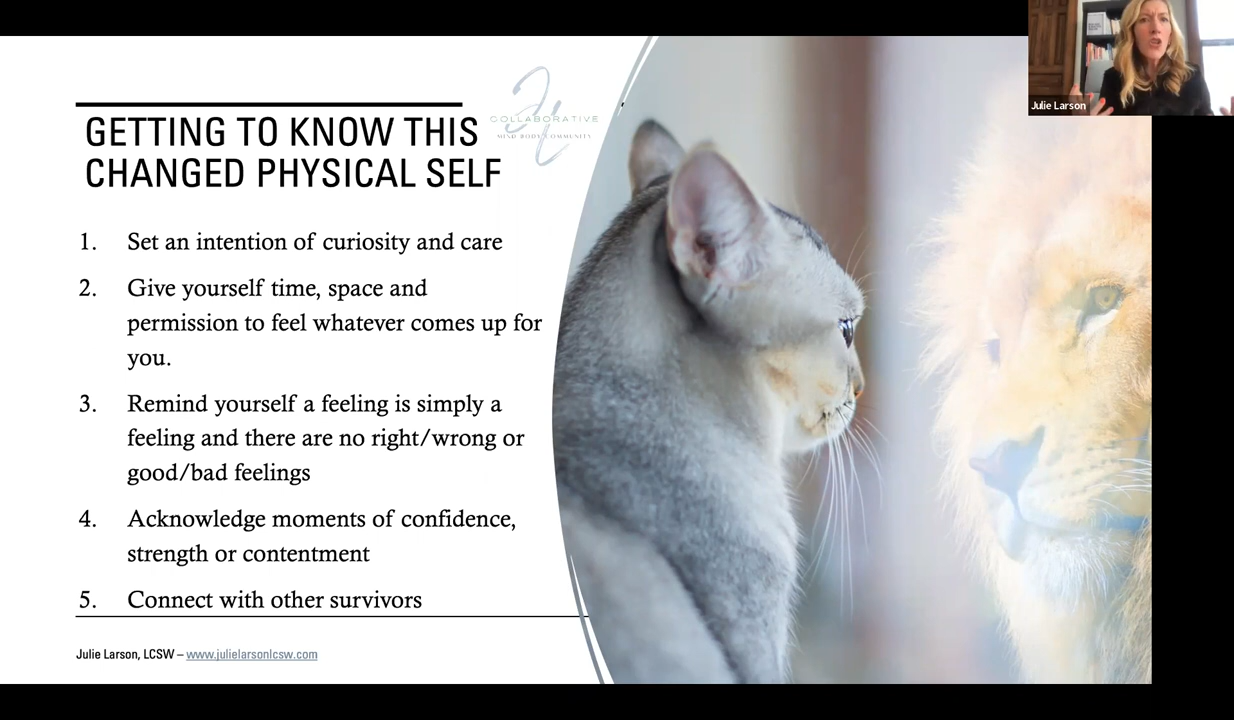 GETTING TO KNOW THIS
CHANGED PHYSICAL SELF
COLLABORATIVE
MIND BODY COMMUNITY
1. Set an intention of curiosity and care
2. Give yourself time, space and
permission to feel whatever comes up for
you.
3. Remind yourself a feeling is simply a
feeling and there are no right/wrong or
good/bad feelings
4. Acknowledge moments of confidence,
strength or contentment
5. Connect with other survivors
Julie Larson, LCSW – www.julielarsonlcsw.com
Julie Larson